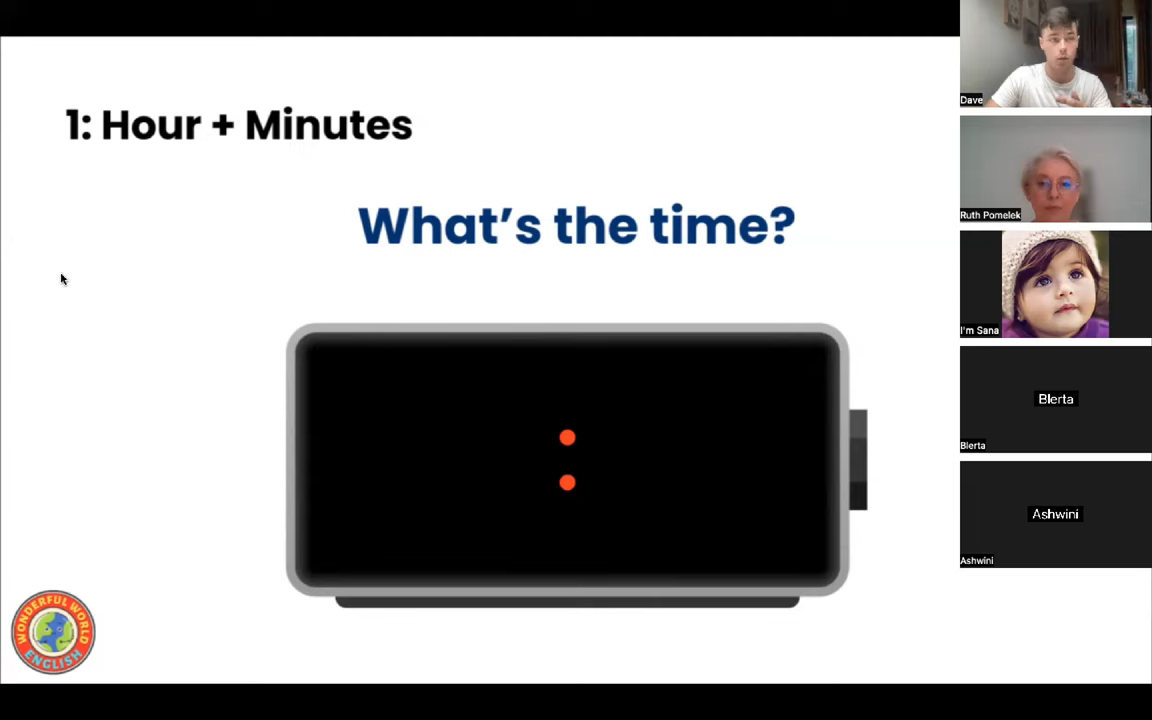 1: Hour + Minutes
What's the time?
WONDERFUL WORLD
ENGLISH
Dave
Ruth Pomelek
I'm Sana
Blerta
Blerta
Ashwini
Ashwini